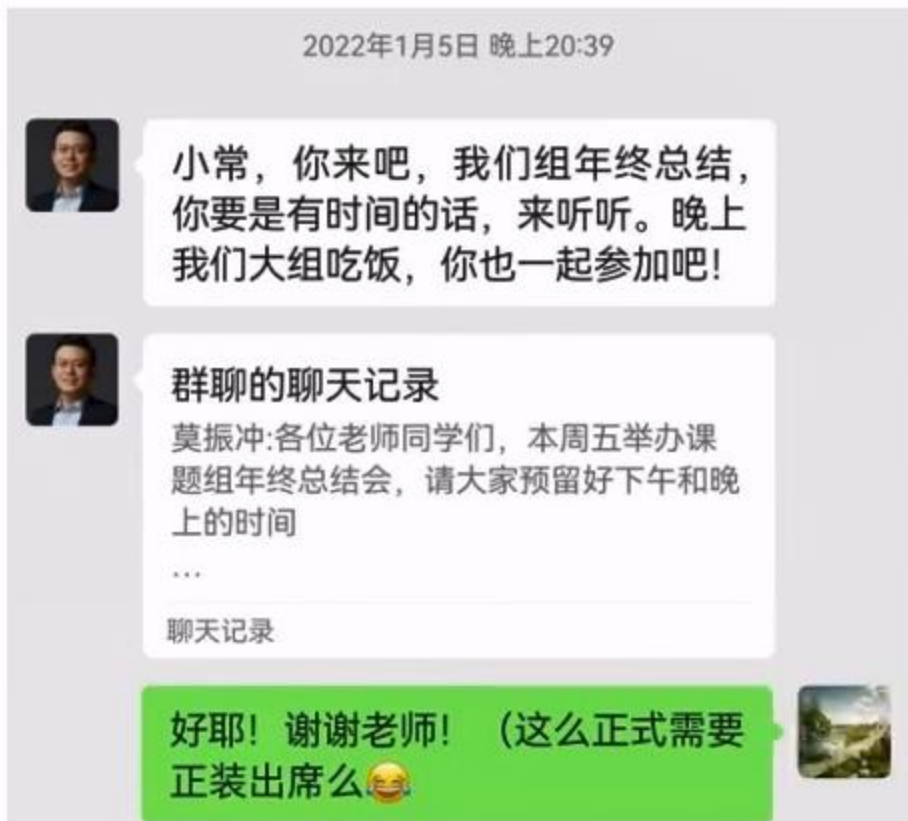 2022年1月5日 晚上20:39
小常，你来吧，我们组年终总结，
你要是有时间的话，来听听。晚上
我们大组吃饭，你也一起参加吧！
群聊的聊天记录
莫振冲:各位老师同学们，本周五举办课
题组年终总结会，请大家预留好下午和晚
上的时间
...
聊天记录
好耶！谢谢老师！（这么正式需要
正装出席么😂